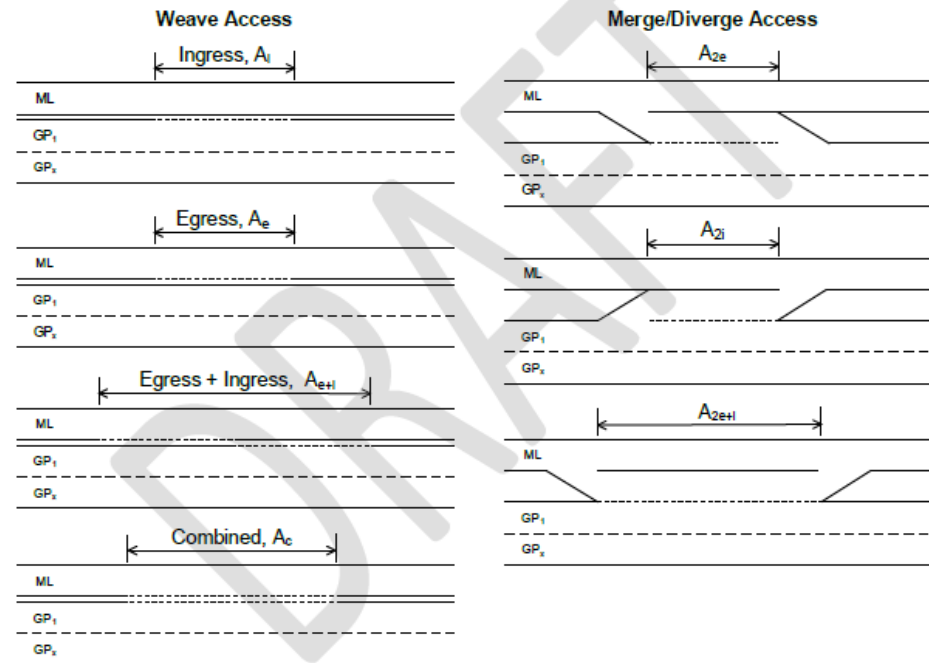 Weave Access
Ingress, Aᵢ
ML
GP₁
GPₓ
Egress, Aₑ
ML
GP₁
GPₓ
Egress + Ingress, Aₑ₊ᵢ
ML
GP₁
GPₓ
Combined, A꜀
ML
GP₁
GPₓ
Merge/Diverge Access
A₂ₑ
ML
GP₁
GPₓ
A₂ᵢ
ML
GP₁
GPₓ
A₂ₑ₊ᵢ
ML
GP₁
GPₓ
DRAFT